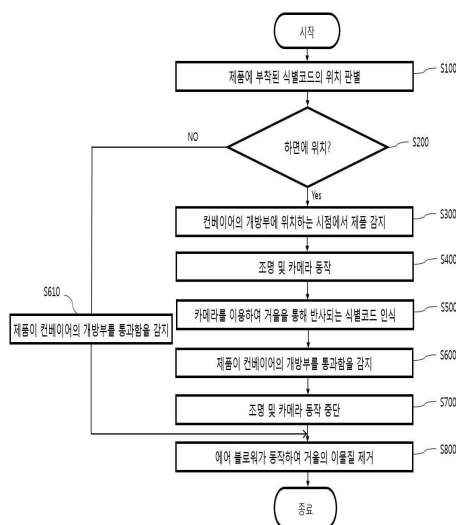 시작
제품에 부착된 식별코드의 위치 판별
S100
NO
하면에 위치?
S200
Yes
컨베이어의 개방부에 위치하는 시점에서 제품 감지
S300
조명 및 카메라 동작
S400
S610
제품이 컨베이어의 개방부를 통과함을 감지
카메라를 이용하여 거울을 통해 반사되는 식별코드 인식
S500
제품이 컨베이어의 개방부를 통과함을 감지
S600
조명 및 카메라 동작 중단
S700
에어 블로워가 동작하여 거울의 이물질 제거
S800
종료